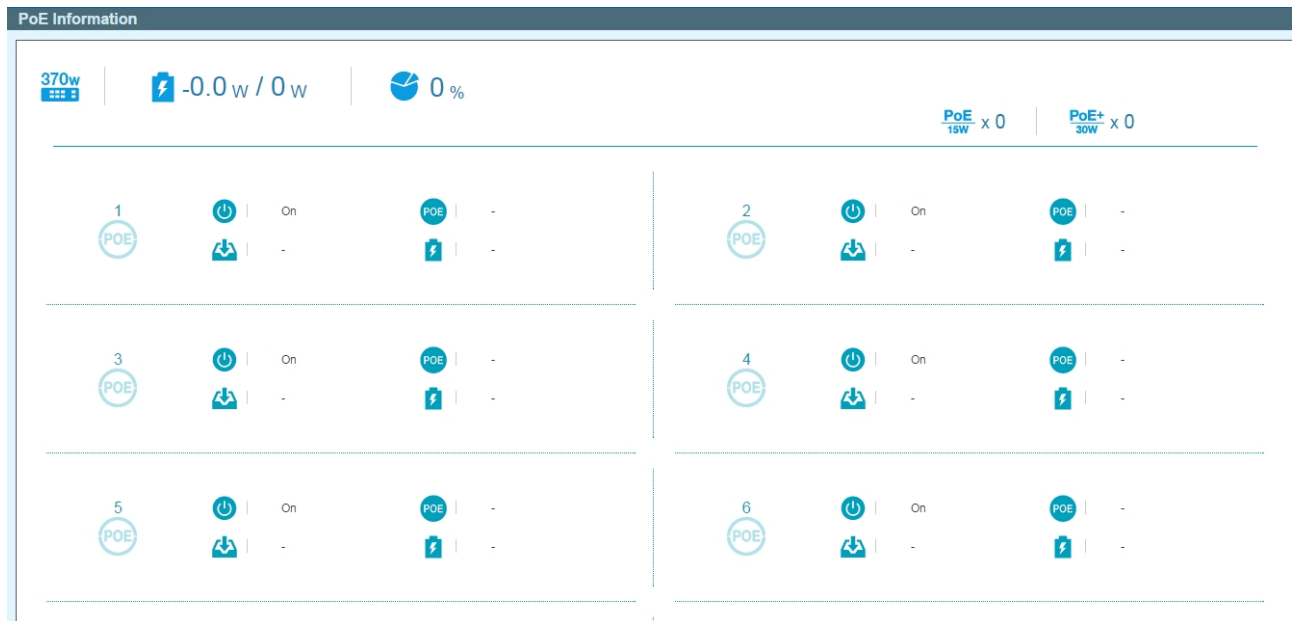 PoE Information
370w
-0.0 W / 0 W
0 %
PoE 15W x 0
PoE+ 30W x 0
1
POE
On
POE
-
-
-
2
POE
On
POE
-
-
-
3
POE
On
POE
-
-
-
4
POE
On
POE
-
-
-
5
POE
On
POE
-
-
-
6
POE
On
POE
-
-
-